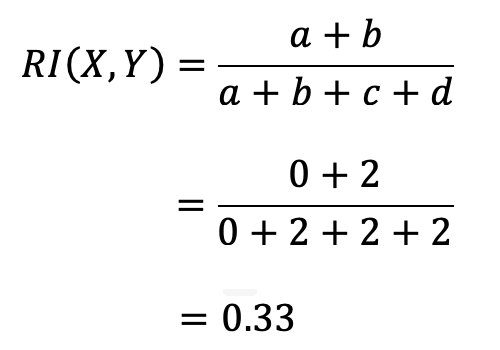 RI(X, Y) = a + b / a + b + c + d
= 0 + 2 / 0 + 2 + 2 + 2
= 0.33